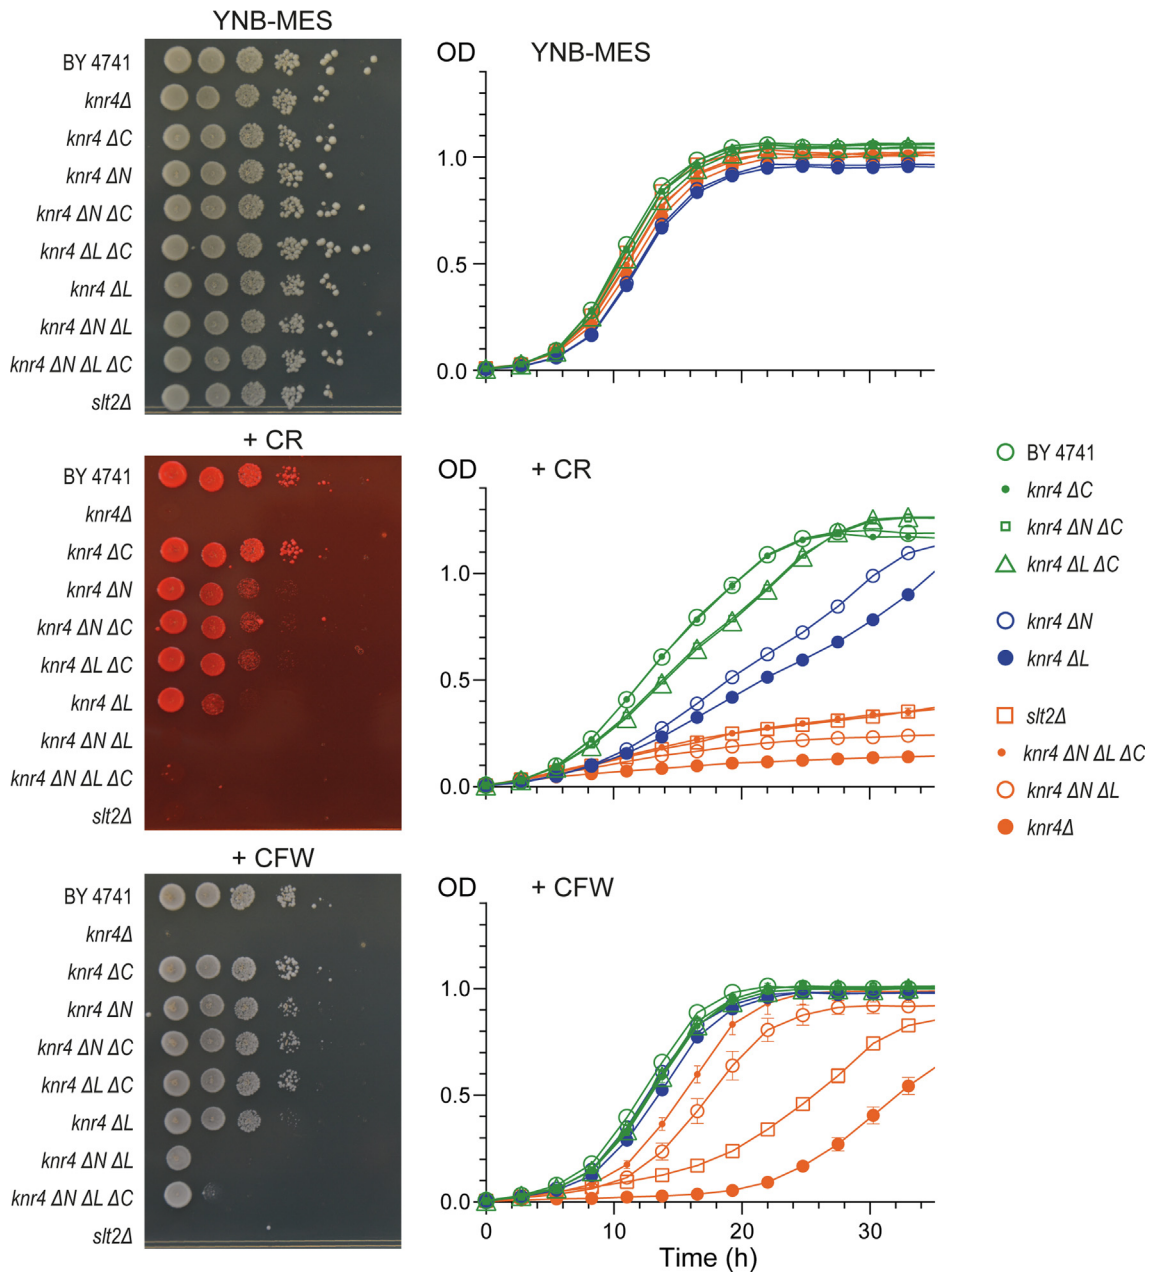 YNB-MES
BY 4741
knr4Δ
knr4 ΔC
knr4 ΔN
knr4 ΔN ΔC
knr4 ΔL ΔC
knr4 ΔL
knr4 ΔN ΔL
knr4 ΔN ΔL ΔC
slt2Δ
OD YNB-MES
1.0
0.5
0.0
+ CR
BY 4741
knr4Δ
knr4 ΔC
knr4 ΔN
knr4 ΔN ΔC
knr4 ΔL ΔC
knr4 ΔL
knr4 ΔN ΔL
knr4 ΔN ΔL ΔC
slt2Δ
OD + CR
1.0
0.5
0.0
BY 4741
knr4 ΔC
knr4 ΔN ΔC
knr4 ΔL ΔC
knr4 ΔN
knr4 ΔL
slt2Δ
knr4 ΔN ΔL ΔC
knr4 ΔN ΔL
knr4Δ
+ CFW
BY 4741
knr4Δ
knr4 ΔC
knr4 ΔN
knr4 ΔN ΔC
knr4 ΔL ΔC
knr4 ΔL
knr4 ΔN ΔL
knr4 ΔN ΔL ΔC
slt2Δ
OD + CFW
1.0
0.5
0.0
0 10 20 30
Time (h)